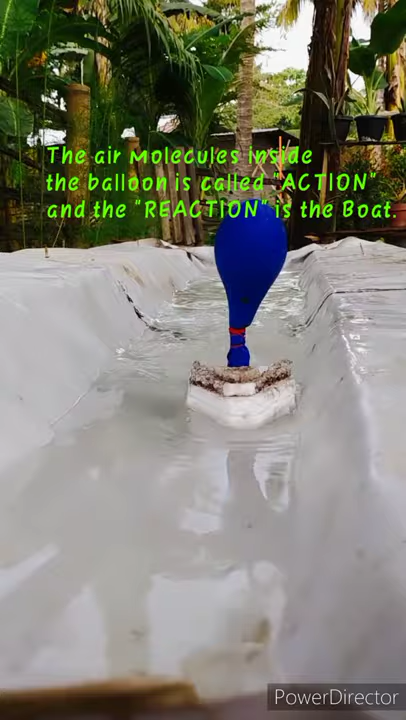 The air Molecules inside
the balloon is called "ACTION"
and the "REACTION" is the Boat.
PowerDirector